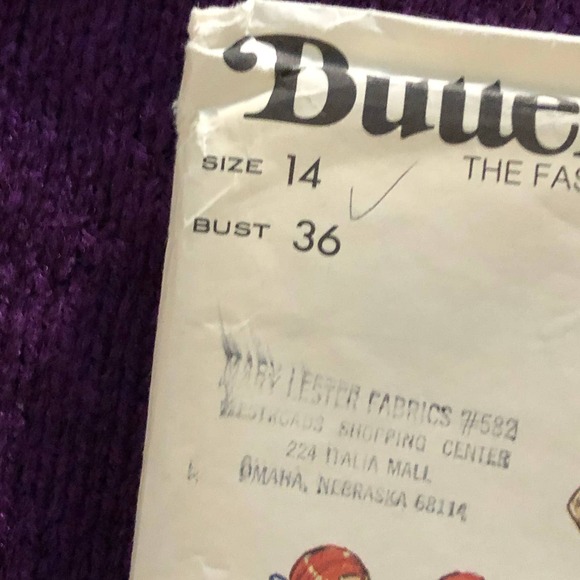 Butte
SIZE 14
THE FAS
BUST 36
MARY LESTER FABRICS #582
WESTROADS SHOPPING CENTER
224 ITALIA MALL
OMAHA, NEBRASKA 68114